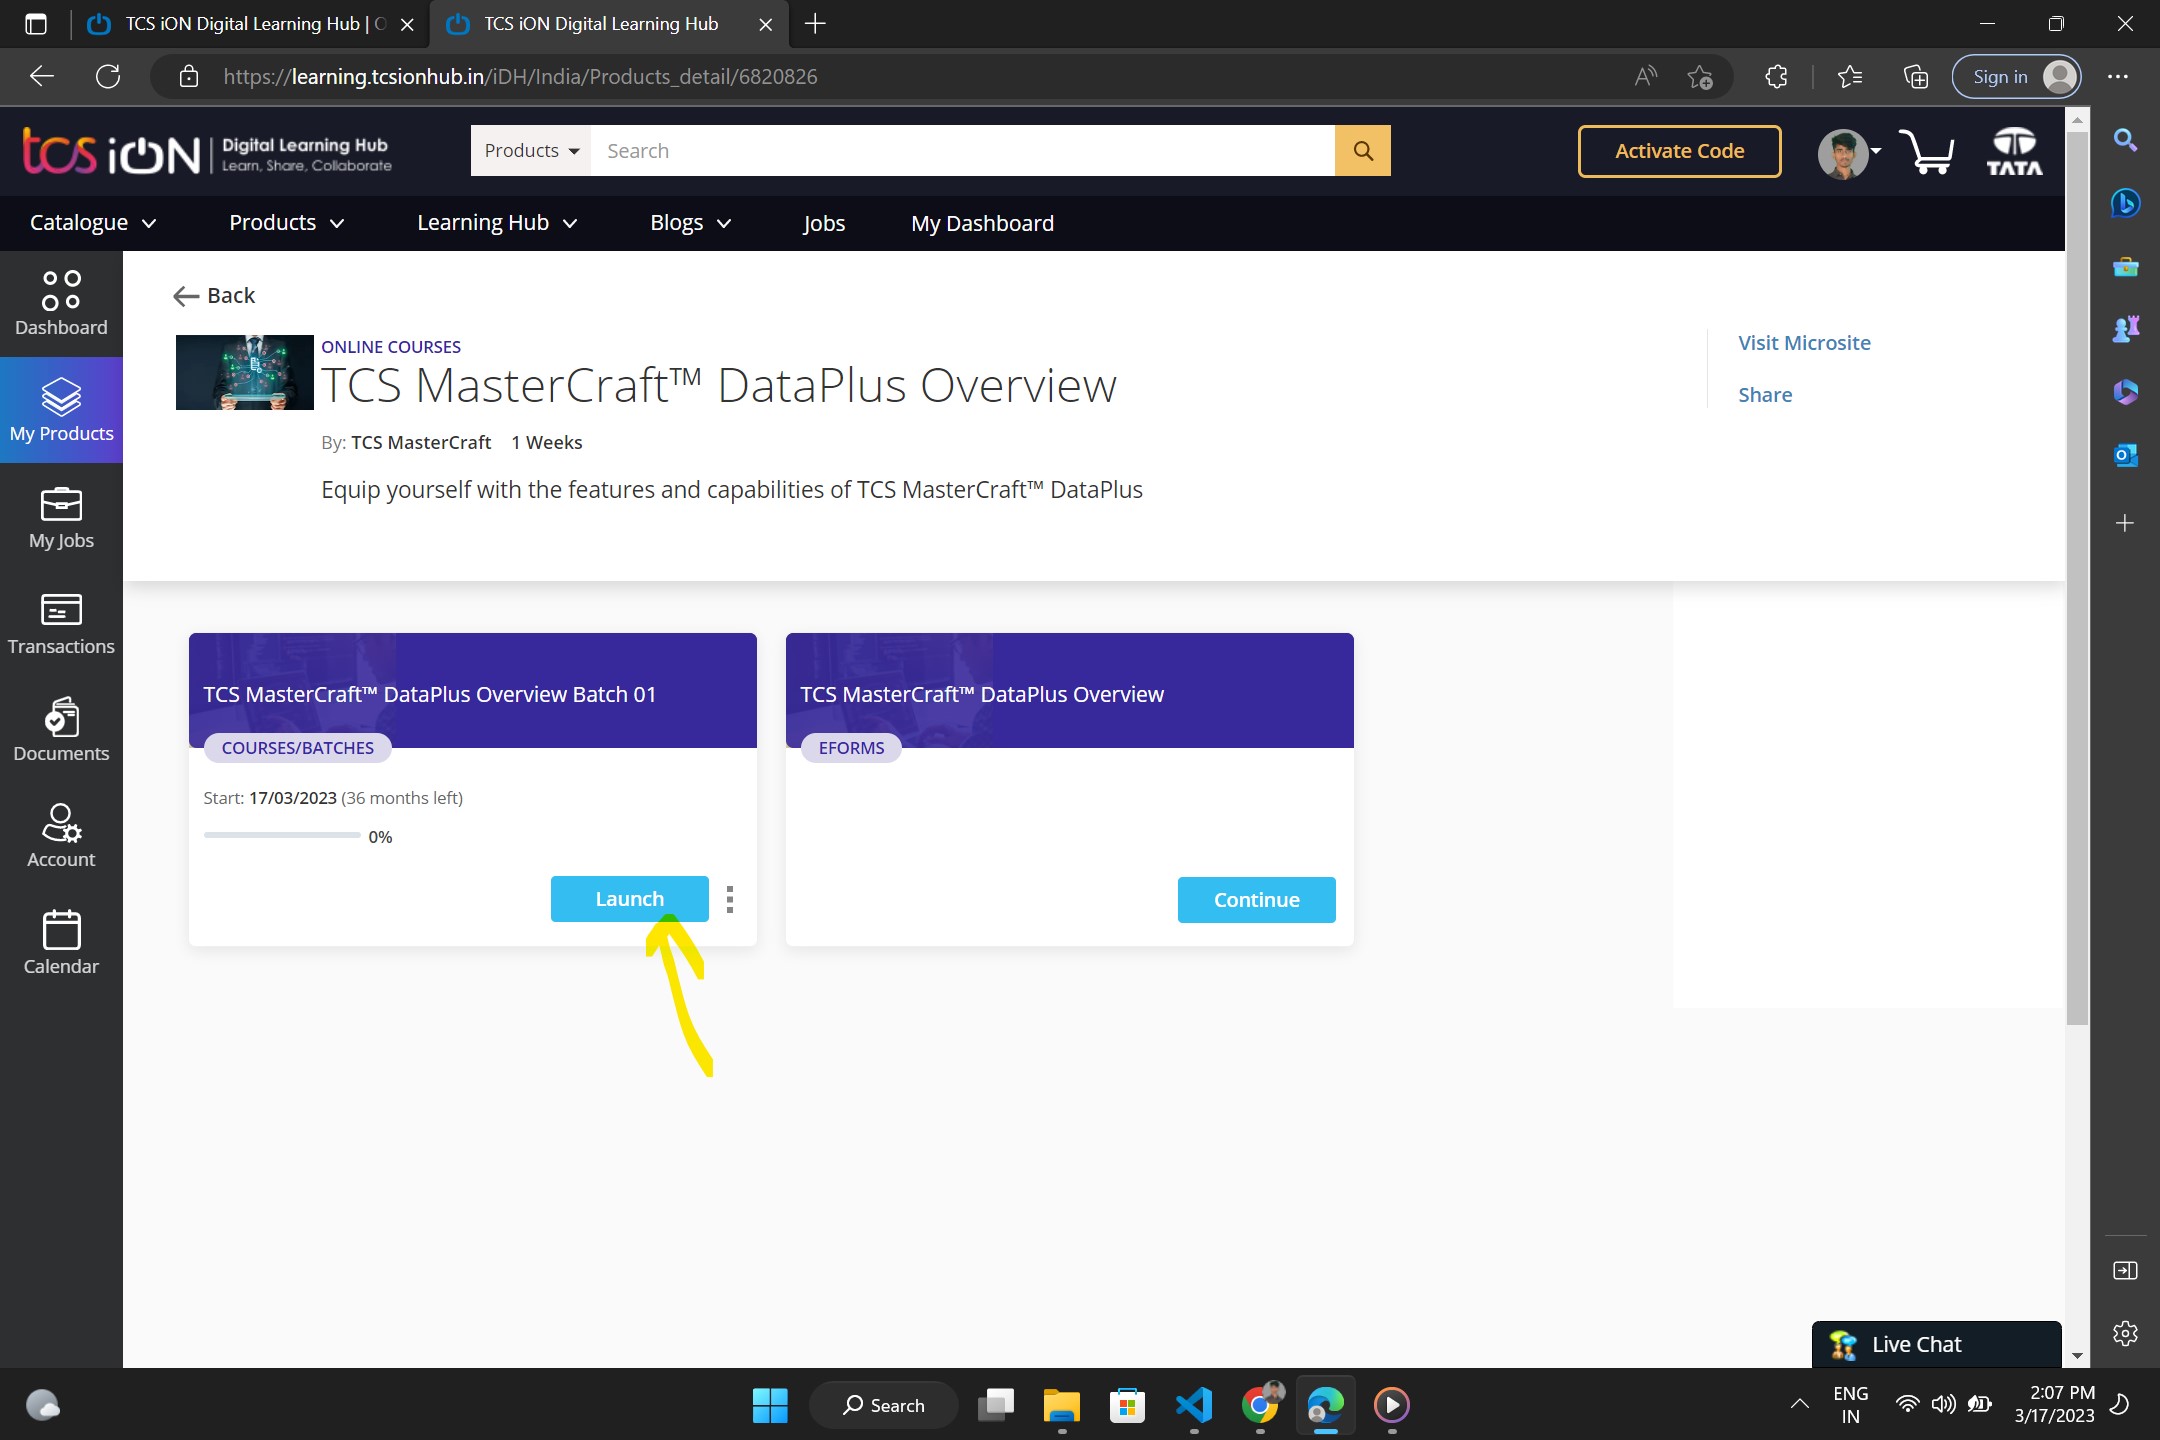 TCS iON Digital Learning Hub | O
TCS iON Digital Learning Hub
https://learning.tcsionhub.in/iDH/India/Products_detail/6820826
Sign in
tcs iON | Digital Learning Hub
Learn, Share, Collaborate
Products
Search
Activate Code
TATA
Catalogue
Products
Learning Hub
Blogs
Jobs
My Dashboard
Dashboard
My Products
My Jobs
Transactions
Documents
Account
Calendar
Back
ONLINE COURSES
TCS MasterCraft™ DataPlus Overview
By: TCS MasterCraft 1 Weeks
Equip yourself with the features and capabilities of TCS MasterCraft™ DataPlus
Visit Microsite
Share
TCS MasterCraft™ DataPlus Overview Batch 01
COURSES/BATCHES
Start: 17/03/2023 (36 months left)
0%
Launch
TCS MasterCraft™ DataPlus Overview
EFORMS
Continue
Live Chat
Search
ENG
IN
2:07 PM
3/17/2023